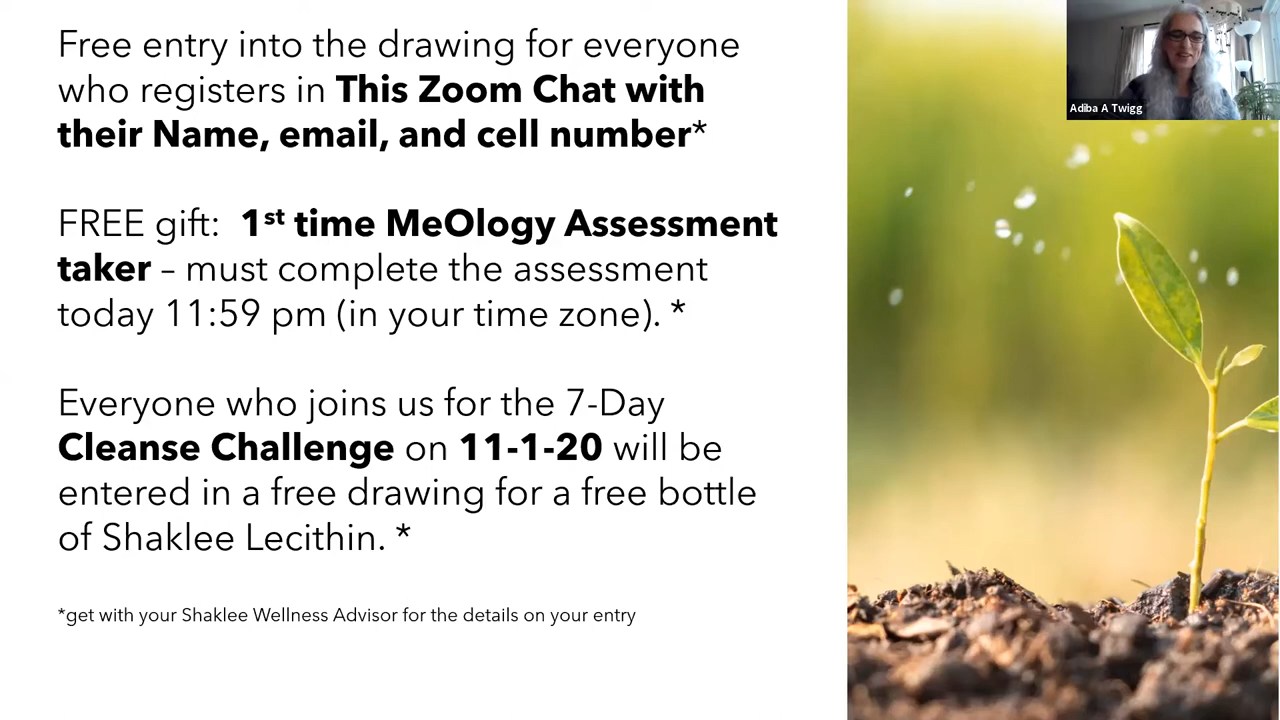 Free entry into the drawing for everyone
who registers in This Zoom Chat with
their Name, email, and cell number*
FREE gift: 1st time MeOlogy Assessment
taker – must complete the assessment
today 11:59 pm (in your time zone). *
Everyone who joins us for the 7-Day
Cleanse Challenge on 11-1-20 will be
entered in a free drawing for a free bottle
of Shaklee Lecithin. *
*get with your Shaklee Wellness Advisor for the details on your entry
Adiba A Twigg